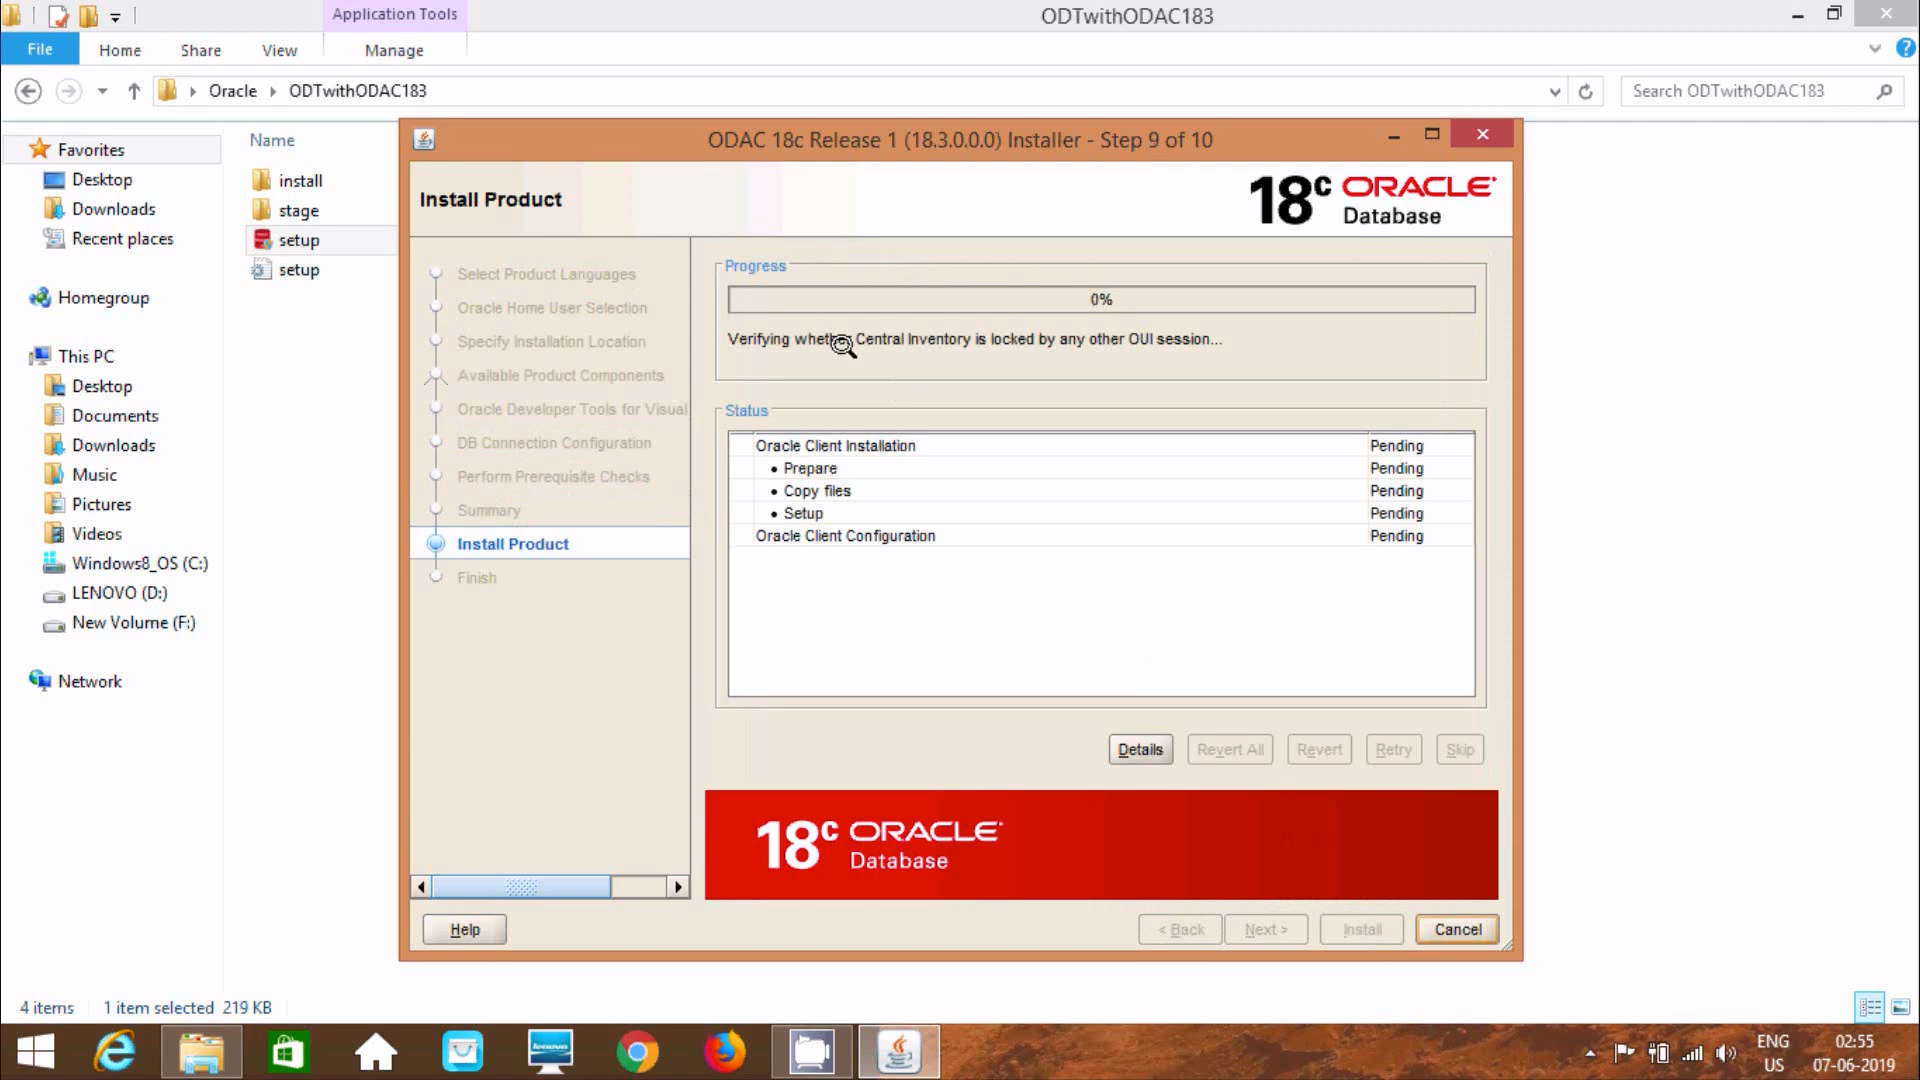 Application Tools
ODTwithODAC183
File
Home
Share
View
Manage
Oracle
ODTwithODAC183
Search ODTwithODAC183
Favorites
Desktop
Downloads
Recent places
Homegroup
This PC
Desktop
Documents
Downloads
Music
Pictures
Videos
Windows8_OS (C:)
LENOVO (D:)
New Volume (F:)
Network
Name
install
stage
setup
setup
ODAC 18c Release 1 (18.3.0.0.0) Installer - Step 9 of 10
Install Product
18c ORACLE
Database
Select Product Languages
Oracle Home User Selection
Specify Installation Location
Available Product Components
Oracle Developer Tools for Visual
DB Connection Configuration
Perform Prerequisite Checks
Summary
Install Product
Finish
Progress
0%
Verifying whether Central Inventory is locked by any other OUI session...
Status
Oracle Client Installation Pending
• Prepare Pending
• Copy files Pending
• Setup Pending
Oracle Client Configuration Pending
Details
Revert All
Revert
Retry
Skip
18c ORACLE
Database
Help
< Back
Next >
Install
Cancel
4 items
1 item selected 219 KB
lenovo
ENG
US
02:55
07-06-2019